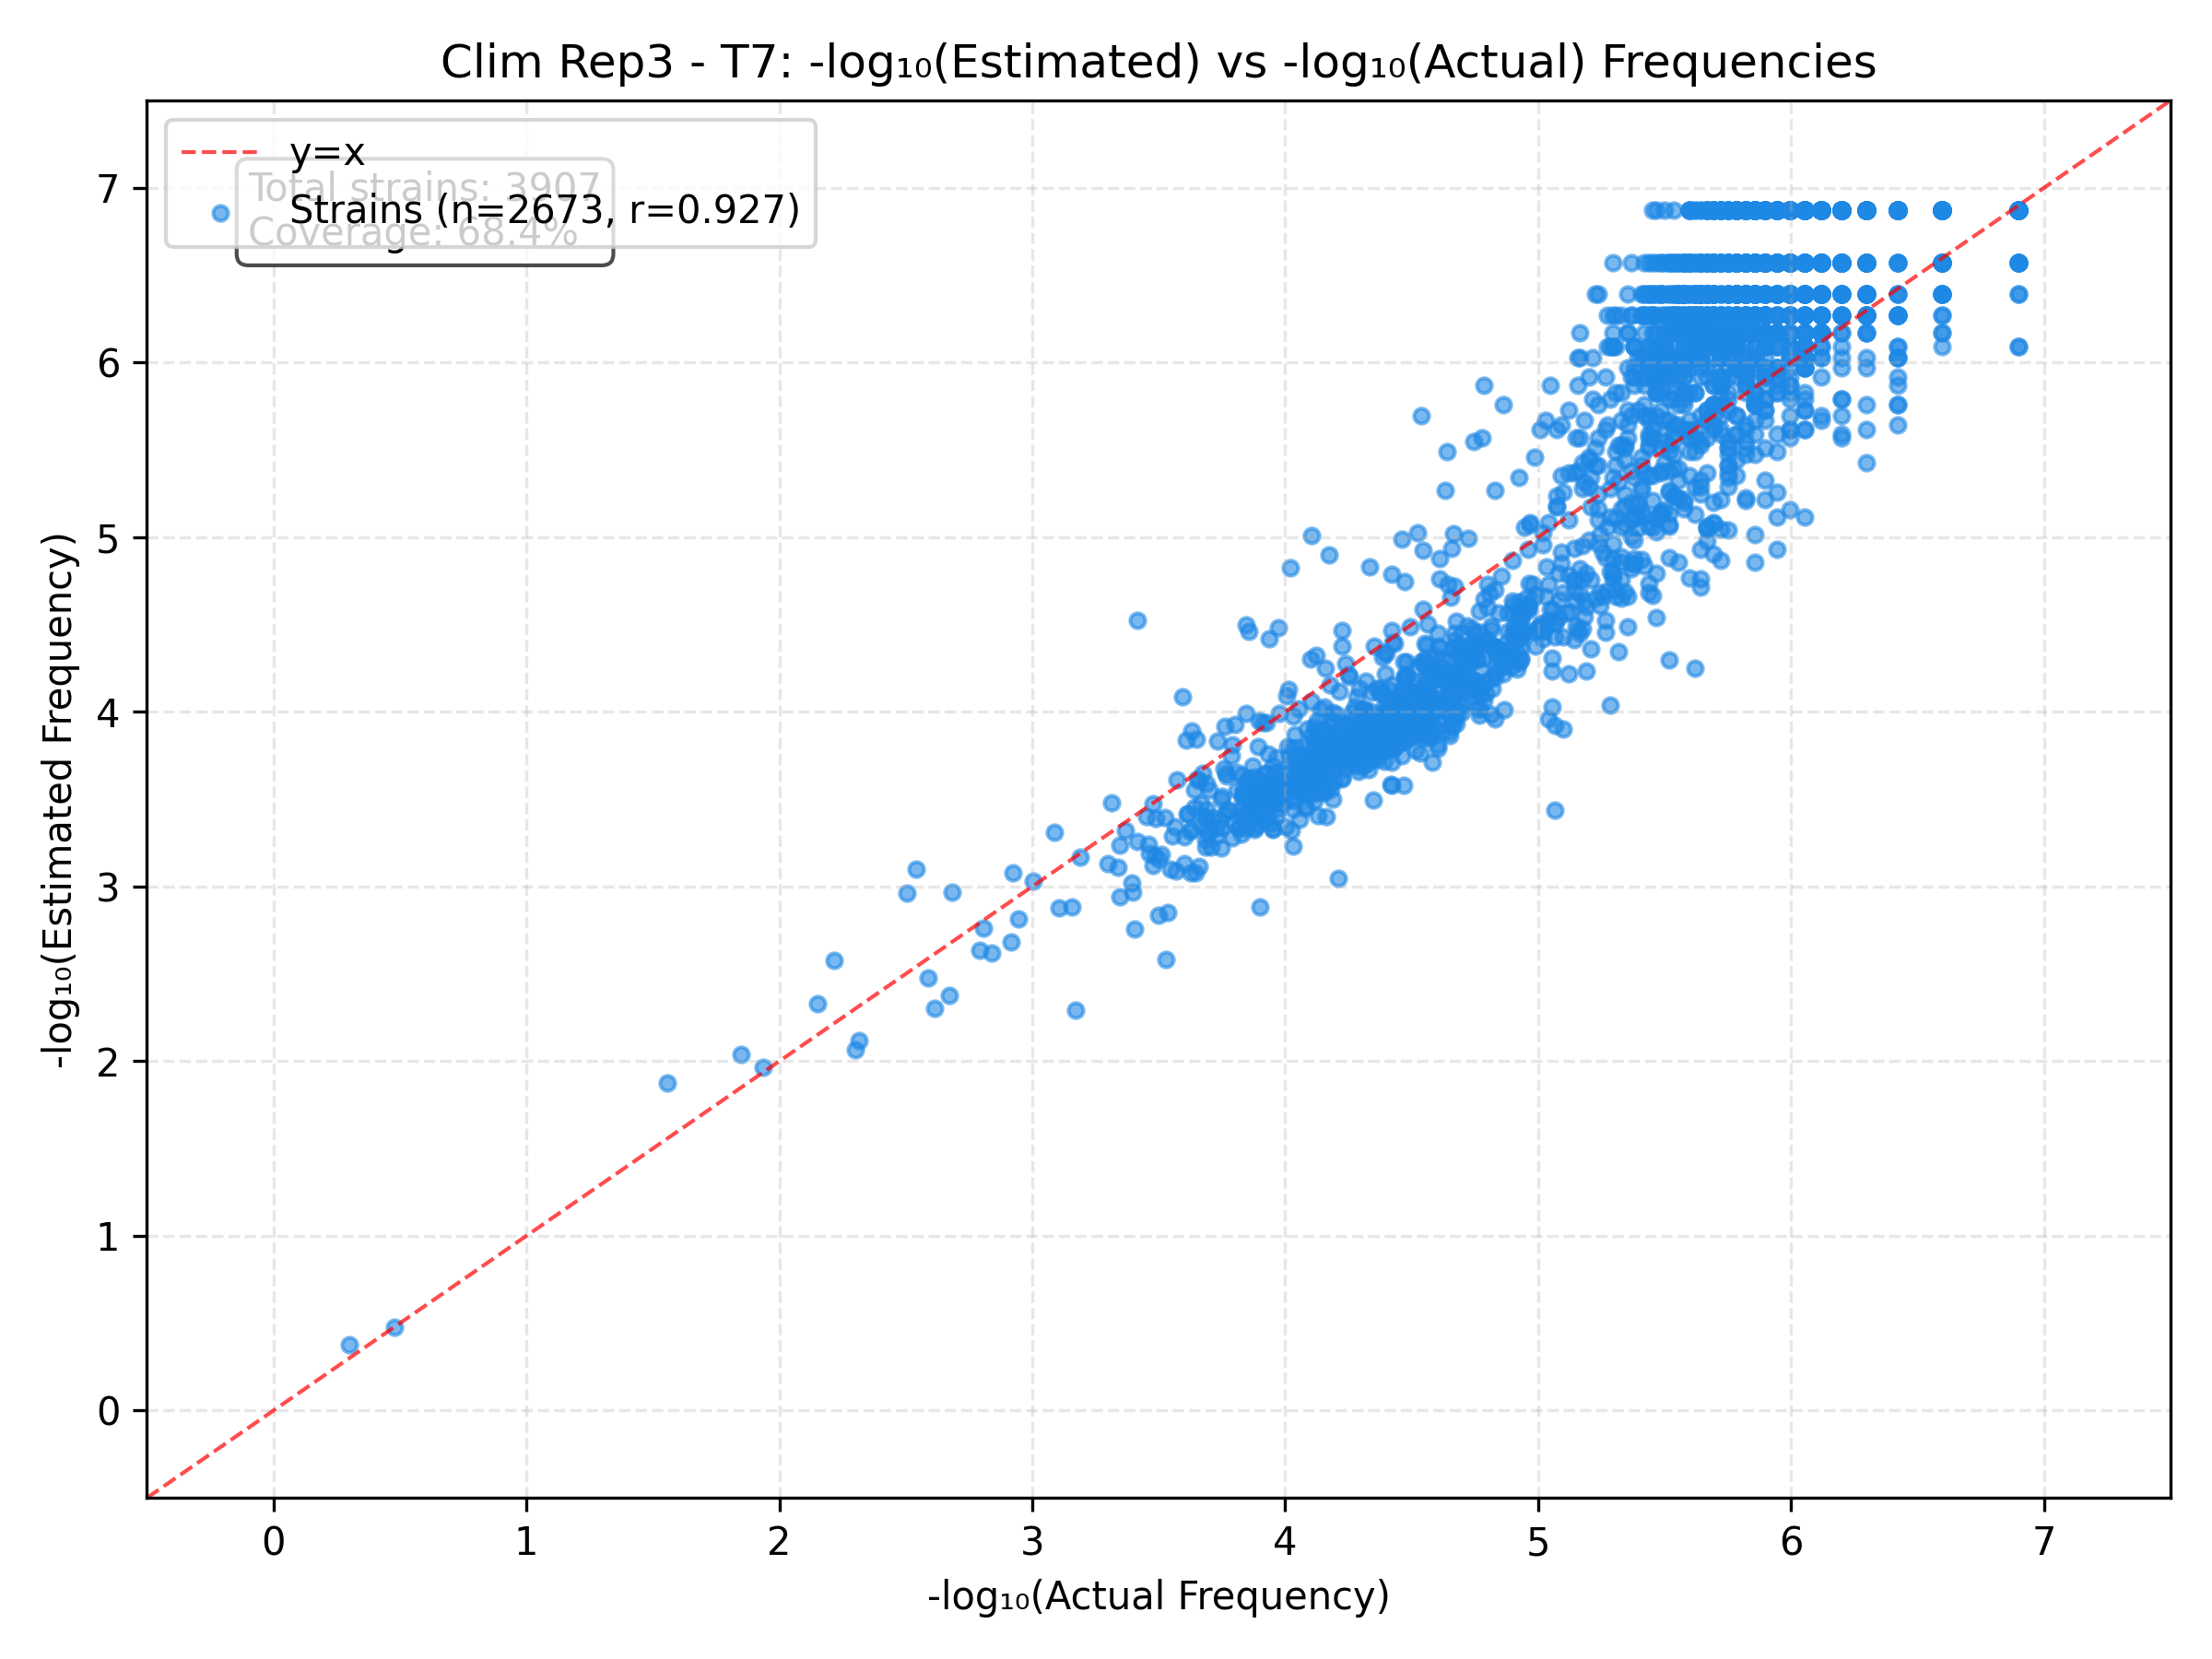 Clim Rep3 - T7: -log₁₀(Estimated) vs -log₁₀(Actual) Frequencies
y=x
Total strains: 3907
Strains (n=2673, r=0.927)
Coverage: 68.4%
-log₁₀(Estimated Frequency)
7
6
5
4
3
2
1
0
0 1 2 3 4 5 6 7
-log₁₀(Actual Frequency)